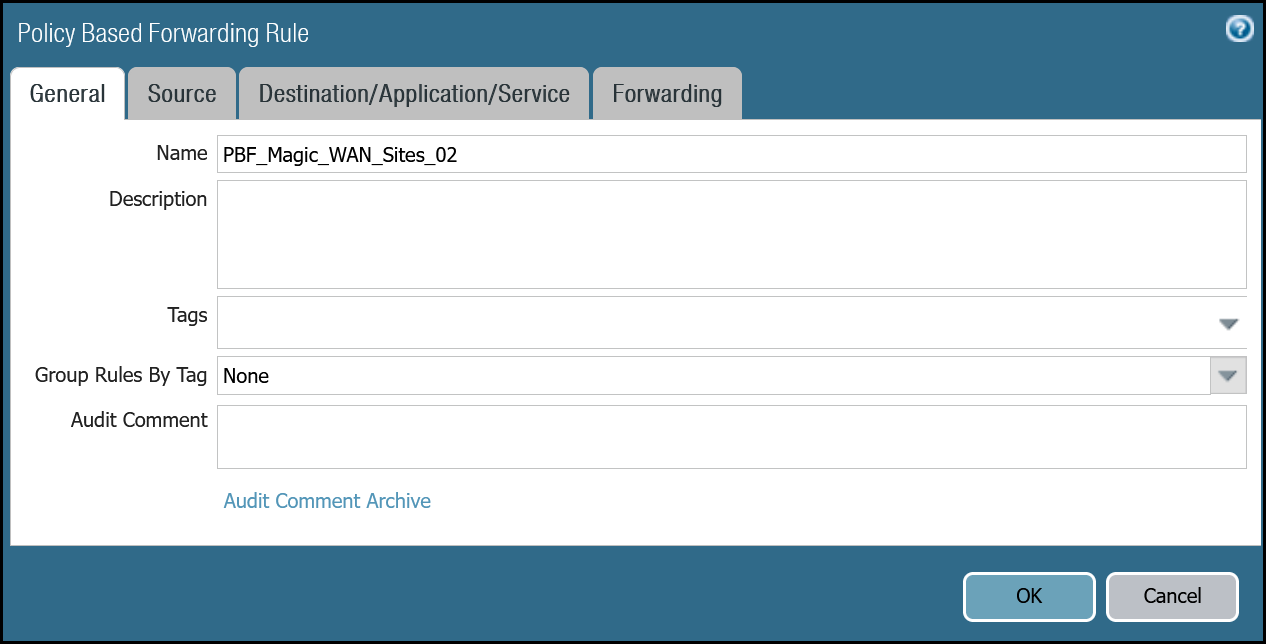 Policy Based Forwarding Rule
?
General Source Destination/Application/Service Forwarding
Name PBF_Magic_WAN_Sites_02
Description
Tags
Group Rules By Tag None
Audit Comment
Audit Comment Archive
OK Cancel